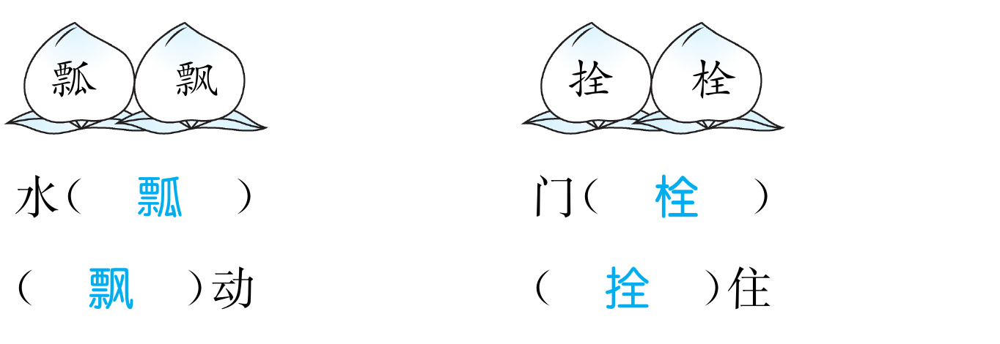 瓢 飘 拴 栓
水（ 瓢 ） 门（ 栓 ）
（ 飘 ）动 （ 拴 ）住